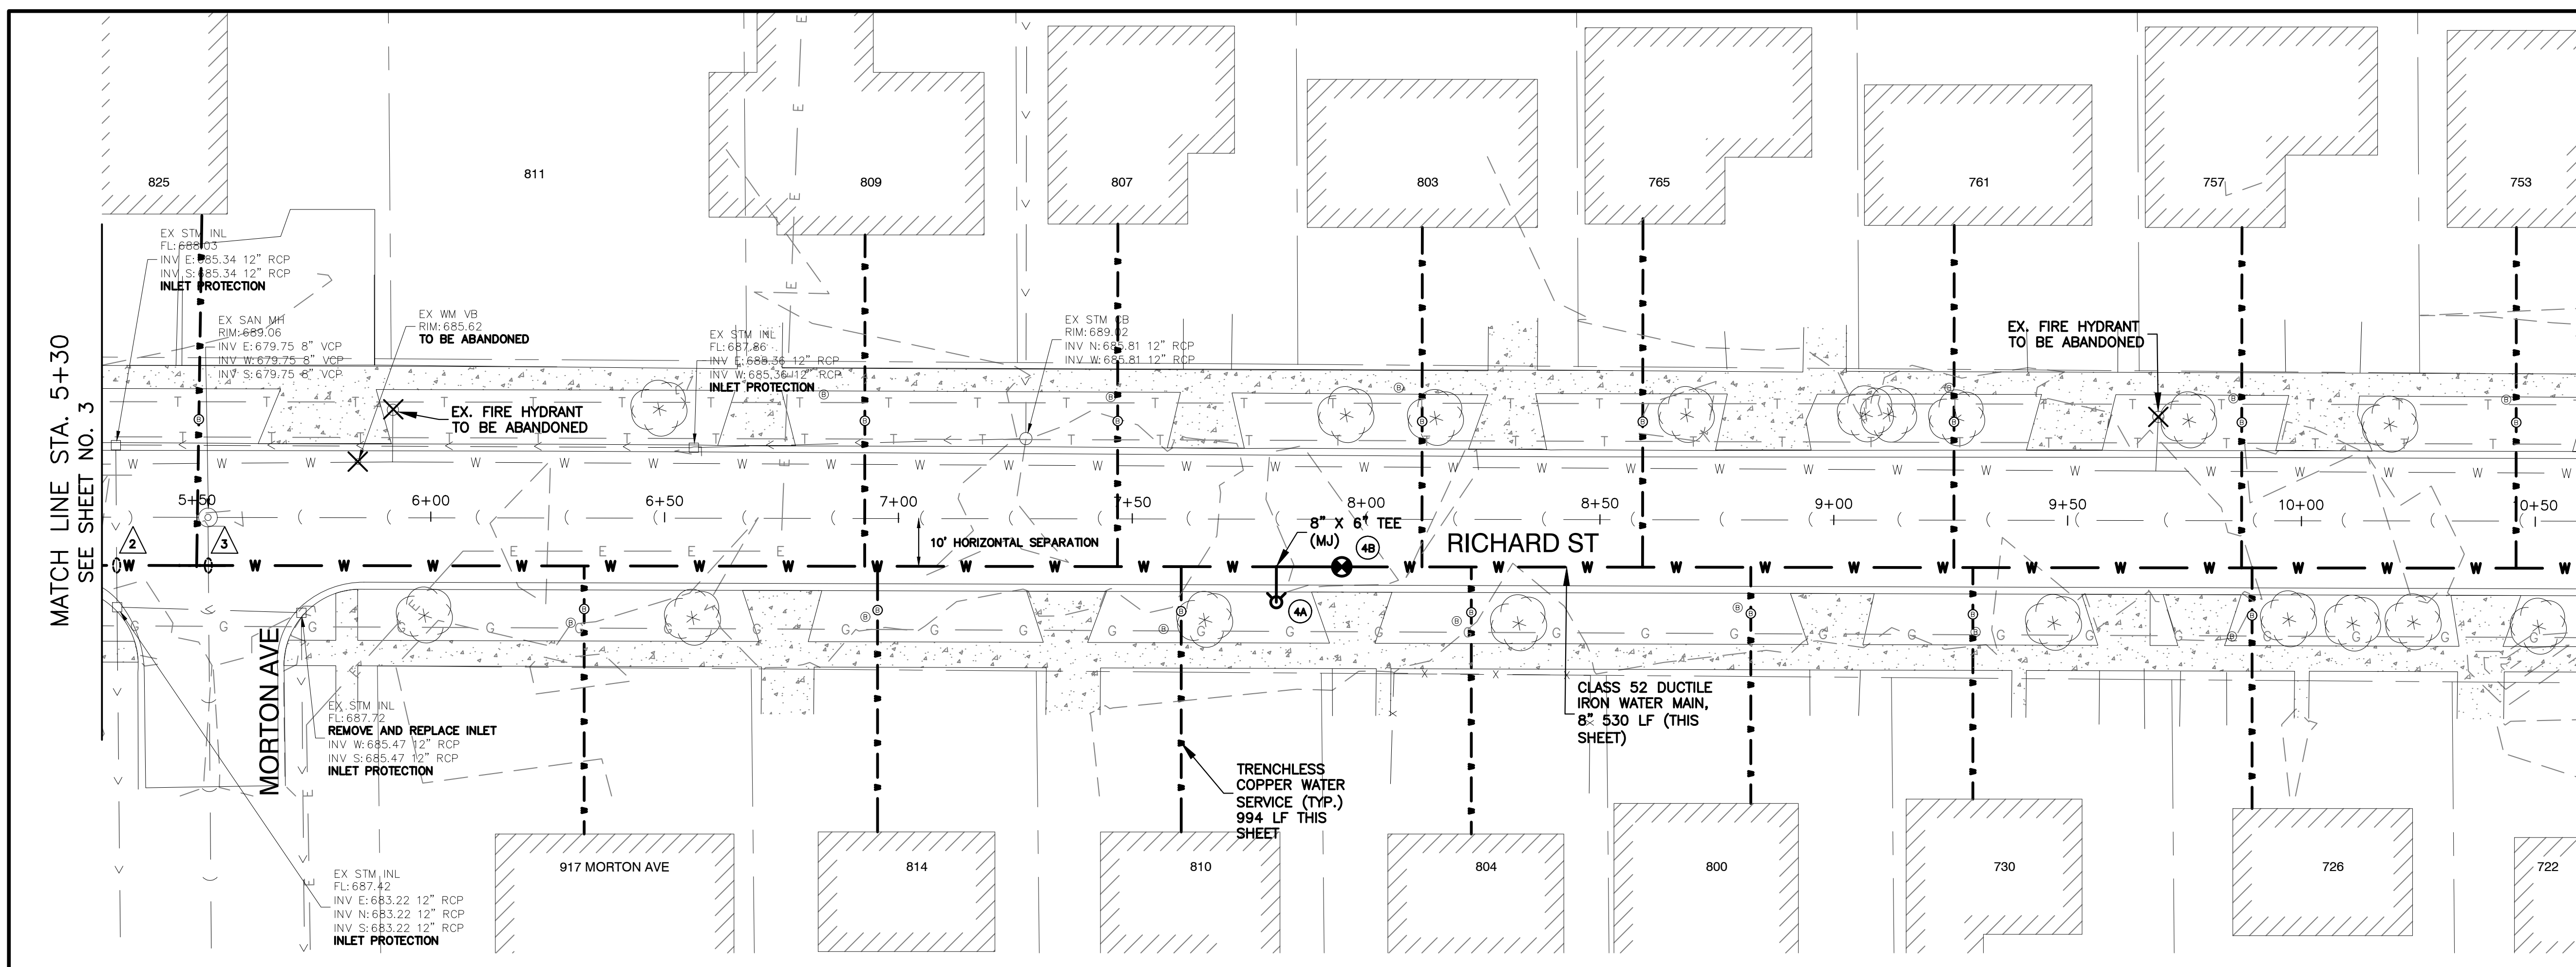 825
811
809
807
803
765
761
757
753
EX STM INL
FL:688.03
INV E:685.34 12" RCP
INV S:685.34 12" RCP
INLET PROTECTION
EX SAN MH
RIM:689.06
INV E:679.75 8" VCP
INV W:679.75 8" VCP
INV S:679.75 8" VCP
EX WM VB
RIM:685.62
TO BE ABANDONED
EX. FIRE HYDRANT
TO BE ABANDONED
EX STM INL
FL:687.86
INV W:685.36 12" RCP
INLET PROTECTION
EX STM CB
RIM:689.02
INV N:685.81 12" RCP
INV W:685.81 12" RCP
EX. FIRE HYDRANT
TO BE ABANDONED
MATCH LINE STA. 5+30
SEE SHEET NO. 3
5+50
6+00
6+50
7+00
7+50
8+00
8+50
9+00
9+50
10+00
10+50
2
3
10' HORIZONTAL SEPARATION
8" X 6" TEE
(MJ)
4B
4A
RICHARD ST
MORTON AVE
EX STM INL
FL:687.72
REMOVE AND REPLACE INLET
INV W:685.47 12" RCP
INV S:685.47 12" RCP
INLET PROTECTION
CLASS 52 DUCTILE
IRON WATER MAIN,
8" 530 LF (THIS
SHEET)
TRENCHLESS
COPPER WATER
SERVICE (TYP.)
994 LF THIS
SHEET
EX STM INL
FL:687.42
INV E:683.22 12" RCP
INV N:683.22 12" RCP
INV S:683.22 12" RCP
INLET PROTECTION
917 MORTON AVE
814
810
804
800
730
726
722